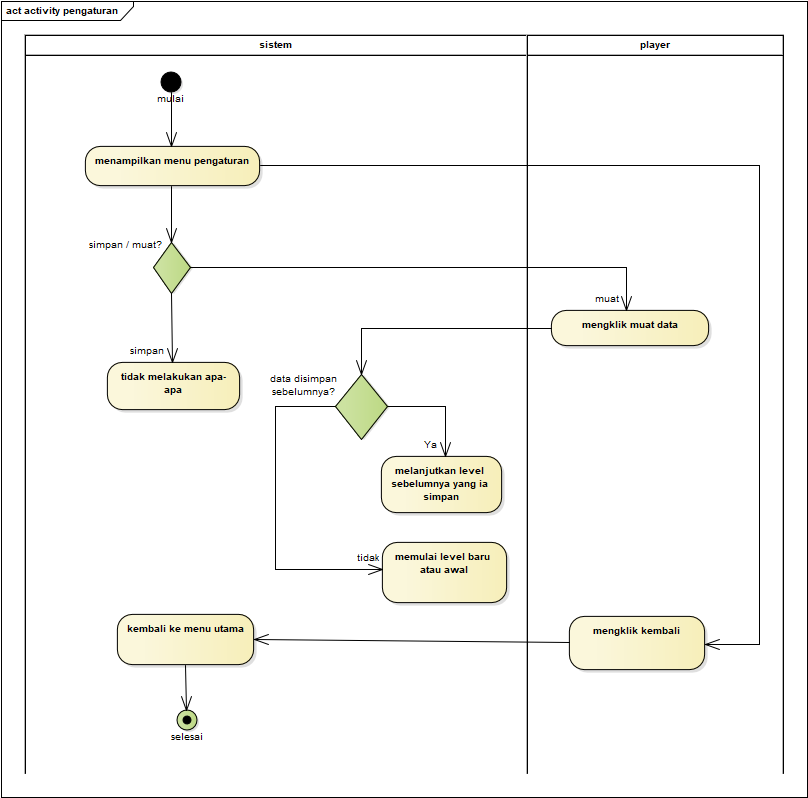 act activity pengaturan
sistem
player
mulai
menampilkan menu pengaturan
simpan / muat?
muat
mengklik muat data
simpan
tidak melakukan apa-
apa
data disimpan
sebelumnya?
Ya
melanjutkan level
sebelumnya yang ia
simpan
tidak
memulai level baru
atau awal
kembali ke menu utama
mengklik kembali
selesai